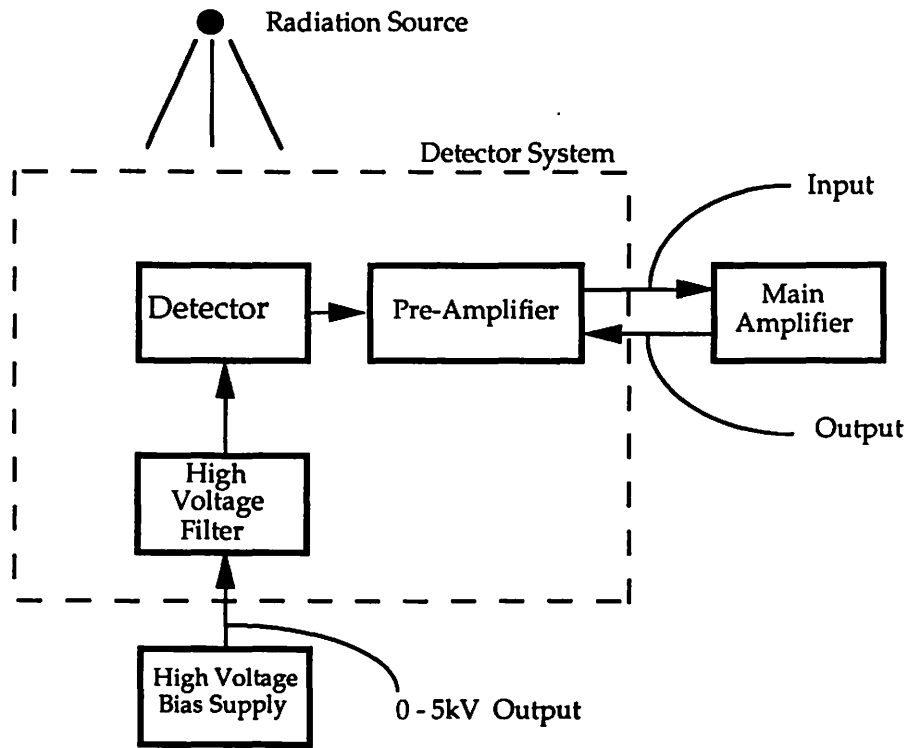 Radiation Source
Detector System
Input
Detector
Pre-Amplifier
Main
Amplifier
Output
High
Voltage
Filter
High Voltage
Bias Supply
0 - 5kV Output